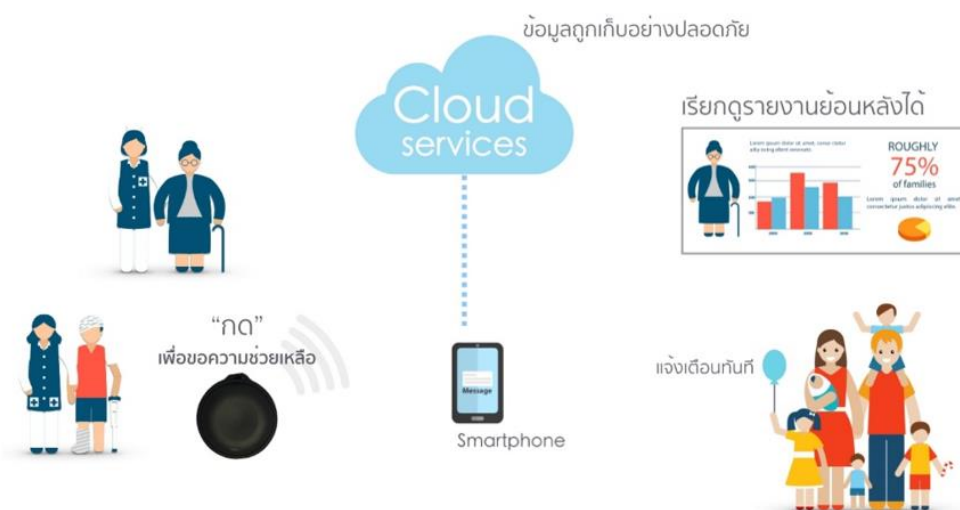 ข้อมูลถูกเก็บอย่างปลอดภัย
Cloud
services
เรียกดูรายงานย้อนหลังได้
ROUGHLY
75%
of families
"กด"
เพื่อขอความช่วยเหลือ
Message
Smartphone
แจ้งเตือนทันที